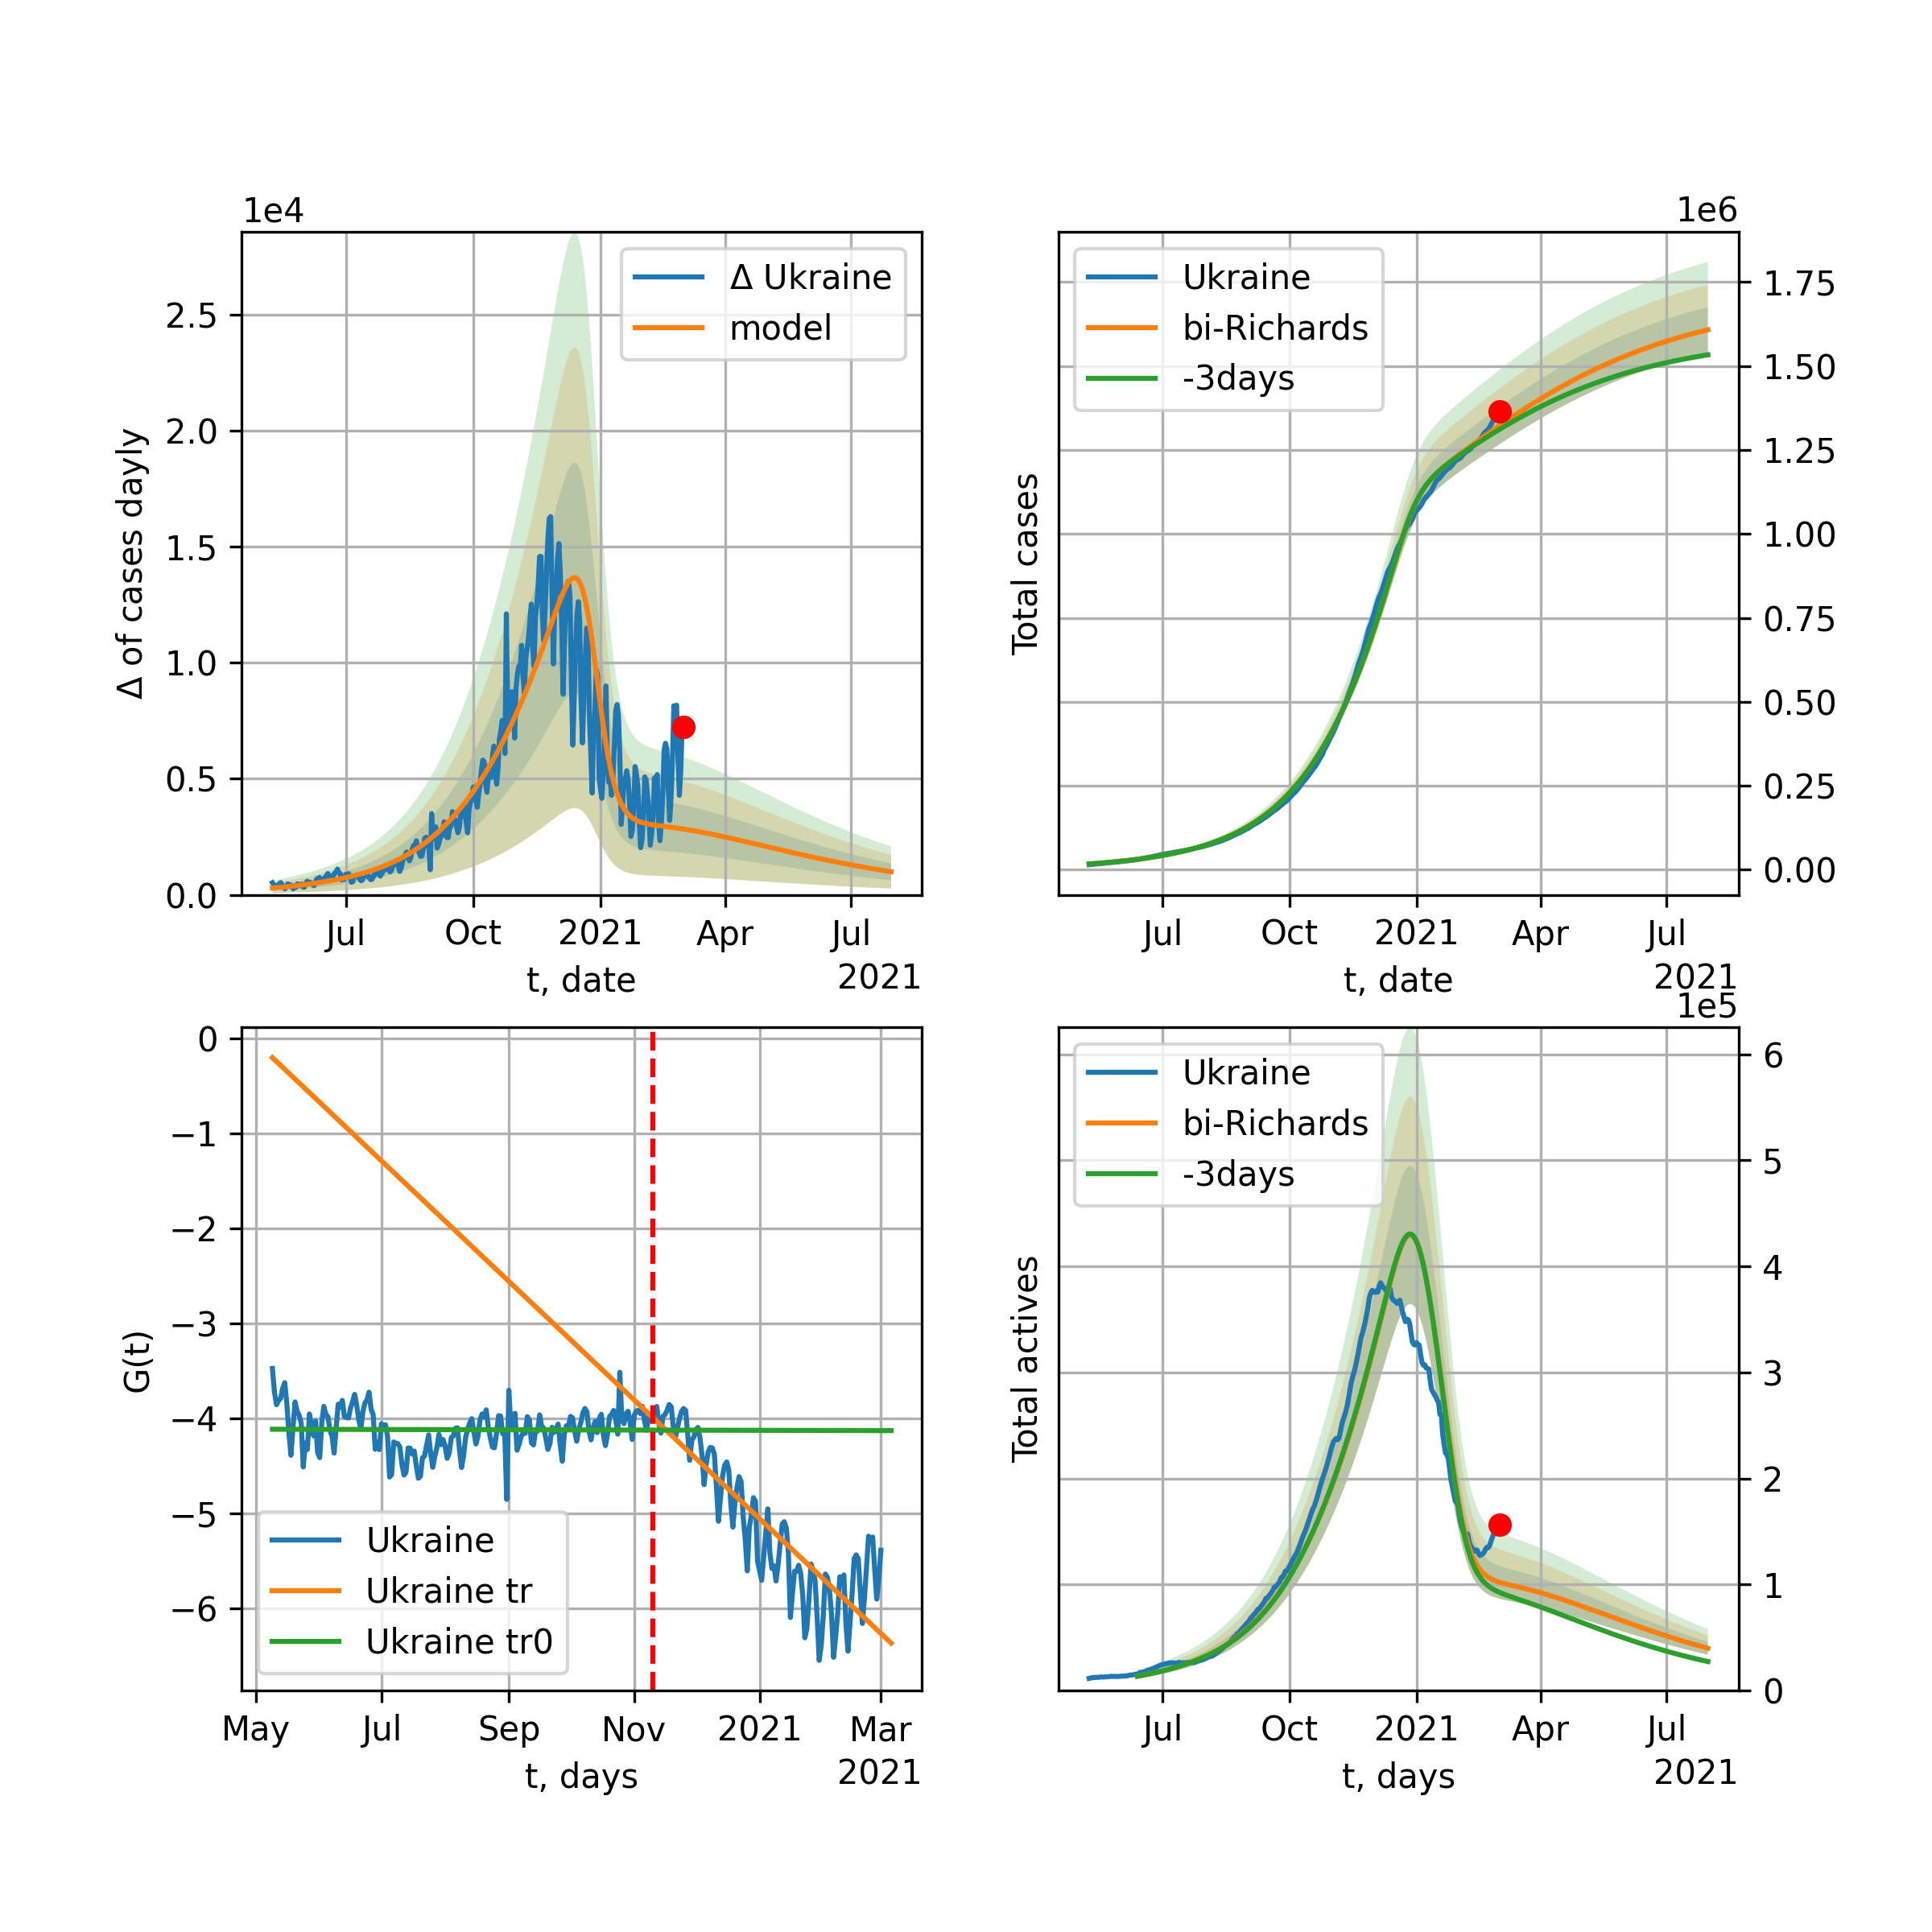 1e4
Δ of cases dayly
2.5
2.0
1.5
1.0
0.5
0.0
Δ Ukraine
model
Jul
Oct
2021
Apr
Jul
t, date
2021
1e6
Total cases
Ukraine
bi-Richards
-3days
1.75
1.50
1.25
1.00
0.75
0.50
0.25
0.00
Jul
Oct
2021
Apr
Jul
t, date
2021
G(t)
0
−1
−2
−3
−4
−5
−6
Ukraine
Ukraine tr
Ukraine tr0
May
Jul
Sep
Nov
2021
Mar
t, days
2021
1e5
Total actives
Ukraine
bi-Richards
-3days
6
5
4
3
2
1
0
Jul
Oct
2021
Apr
Jul
t, days
2021